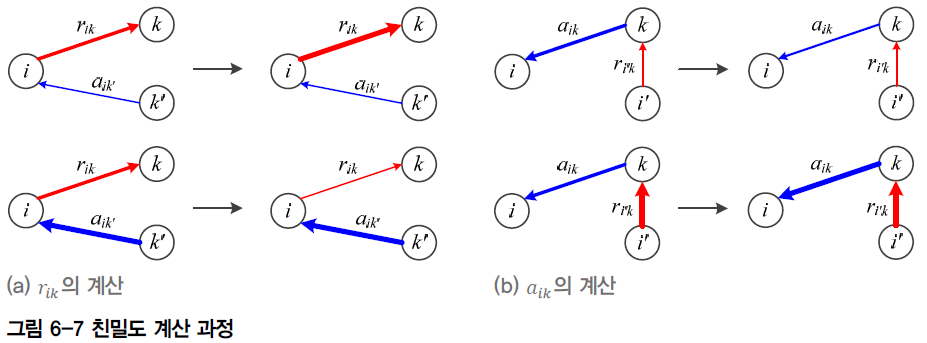 r_ik k r_ik k a_ik k a_ik k
i i i r_i'k i r_i'k
a_ik' k' a_ik' k' i' i'
r_ik k r_ik k a_ik k a_ik k
i i i r_i'k i r_i'k
a_ik' k' a_ik' k' i' i'
(a) r_ik의 계산 (b) a_ik의 계산
그림 6-7 친밀도 계산 과정